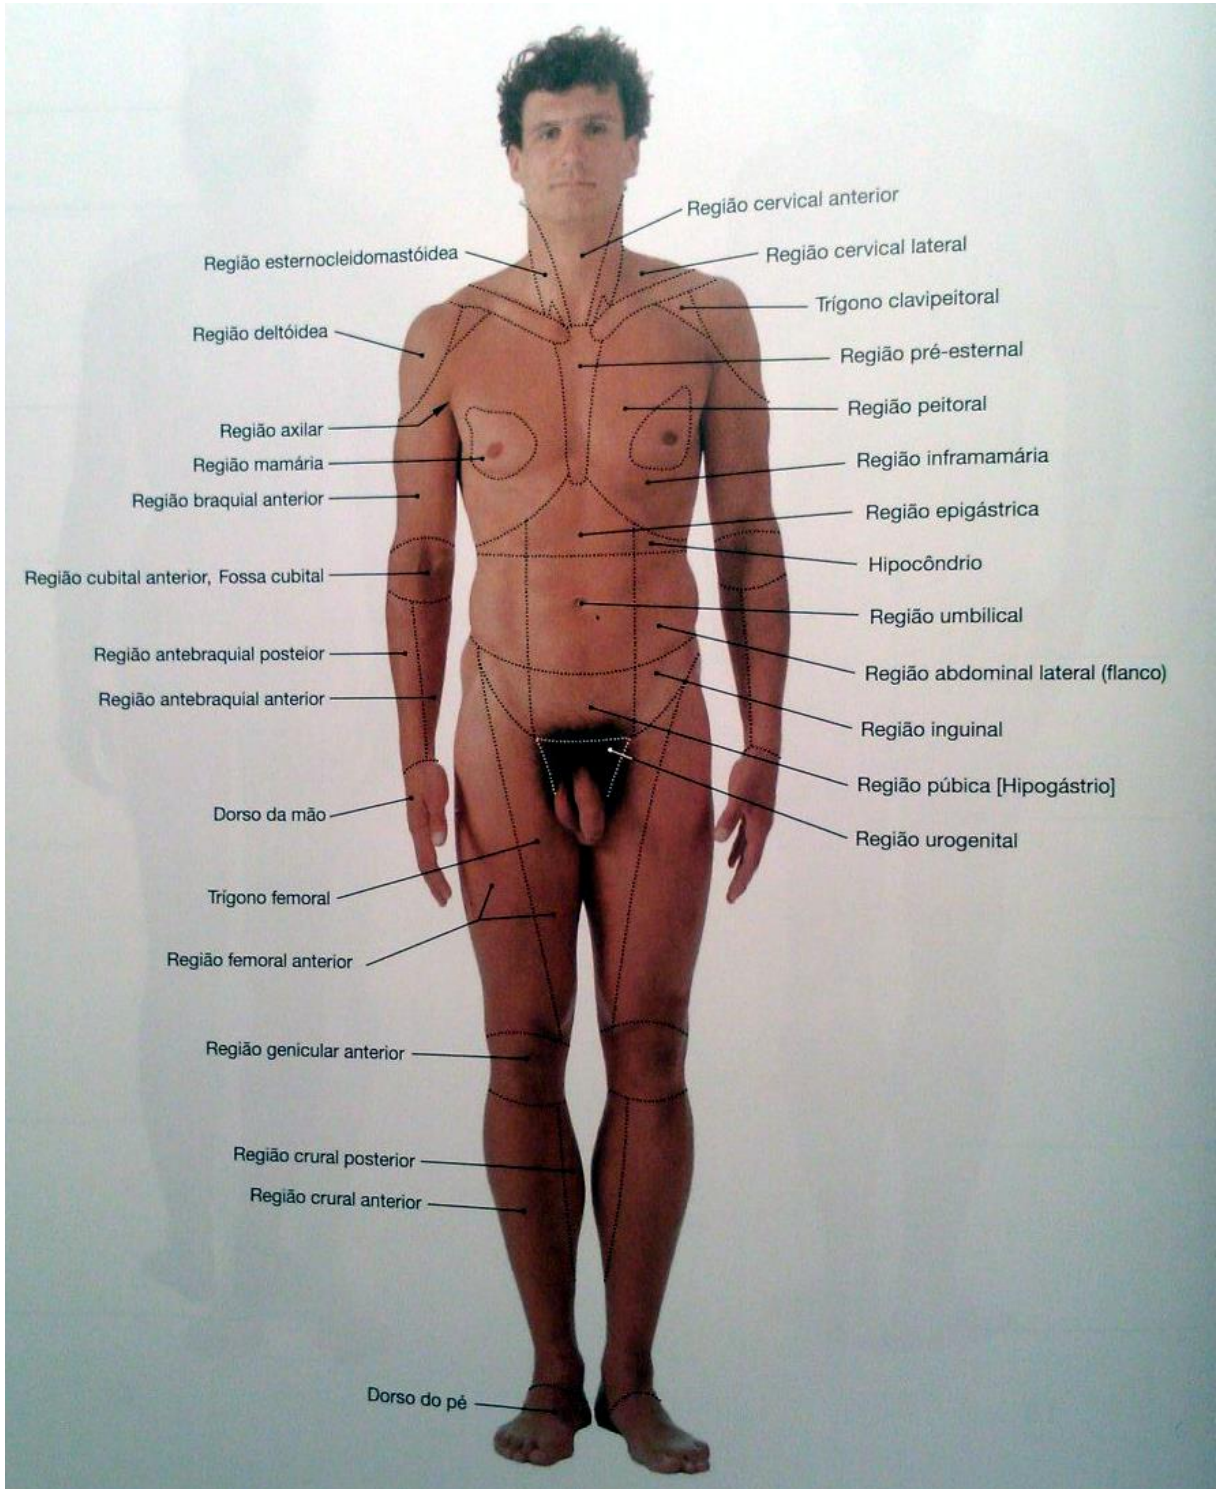 Região cervical anterior
Região esternocleidomastóidea
Região cervical lateral
Trígono clavipeitoral
Região deltóidea
Região pré-esternal
Região peitoral
Região axilar
Região mamária
Região inframamária
Região braquial anterior
Região epigástrica
Hipocôndrio
Região cubital anterior, Fossa cubital
Região umbilical
Região antebraquial posteior
Região abdominal lateral (flanco)
Região antebraquial anterior
Região inguinal
Região púbica [Hipogástrio]
Dorso da mão
Região urogenital
Trígono femoral
Região femoral anterior
Região genicular anterior
Região crural posterior
Região crural anterior
Dorso do pé